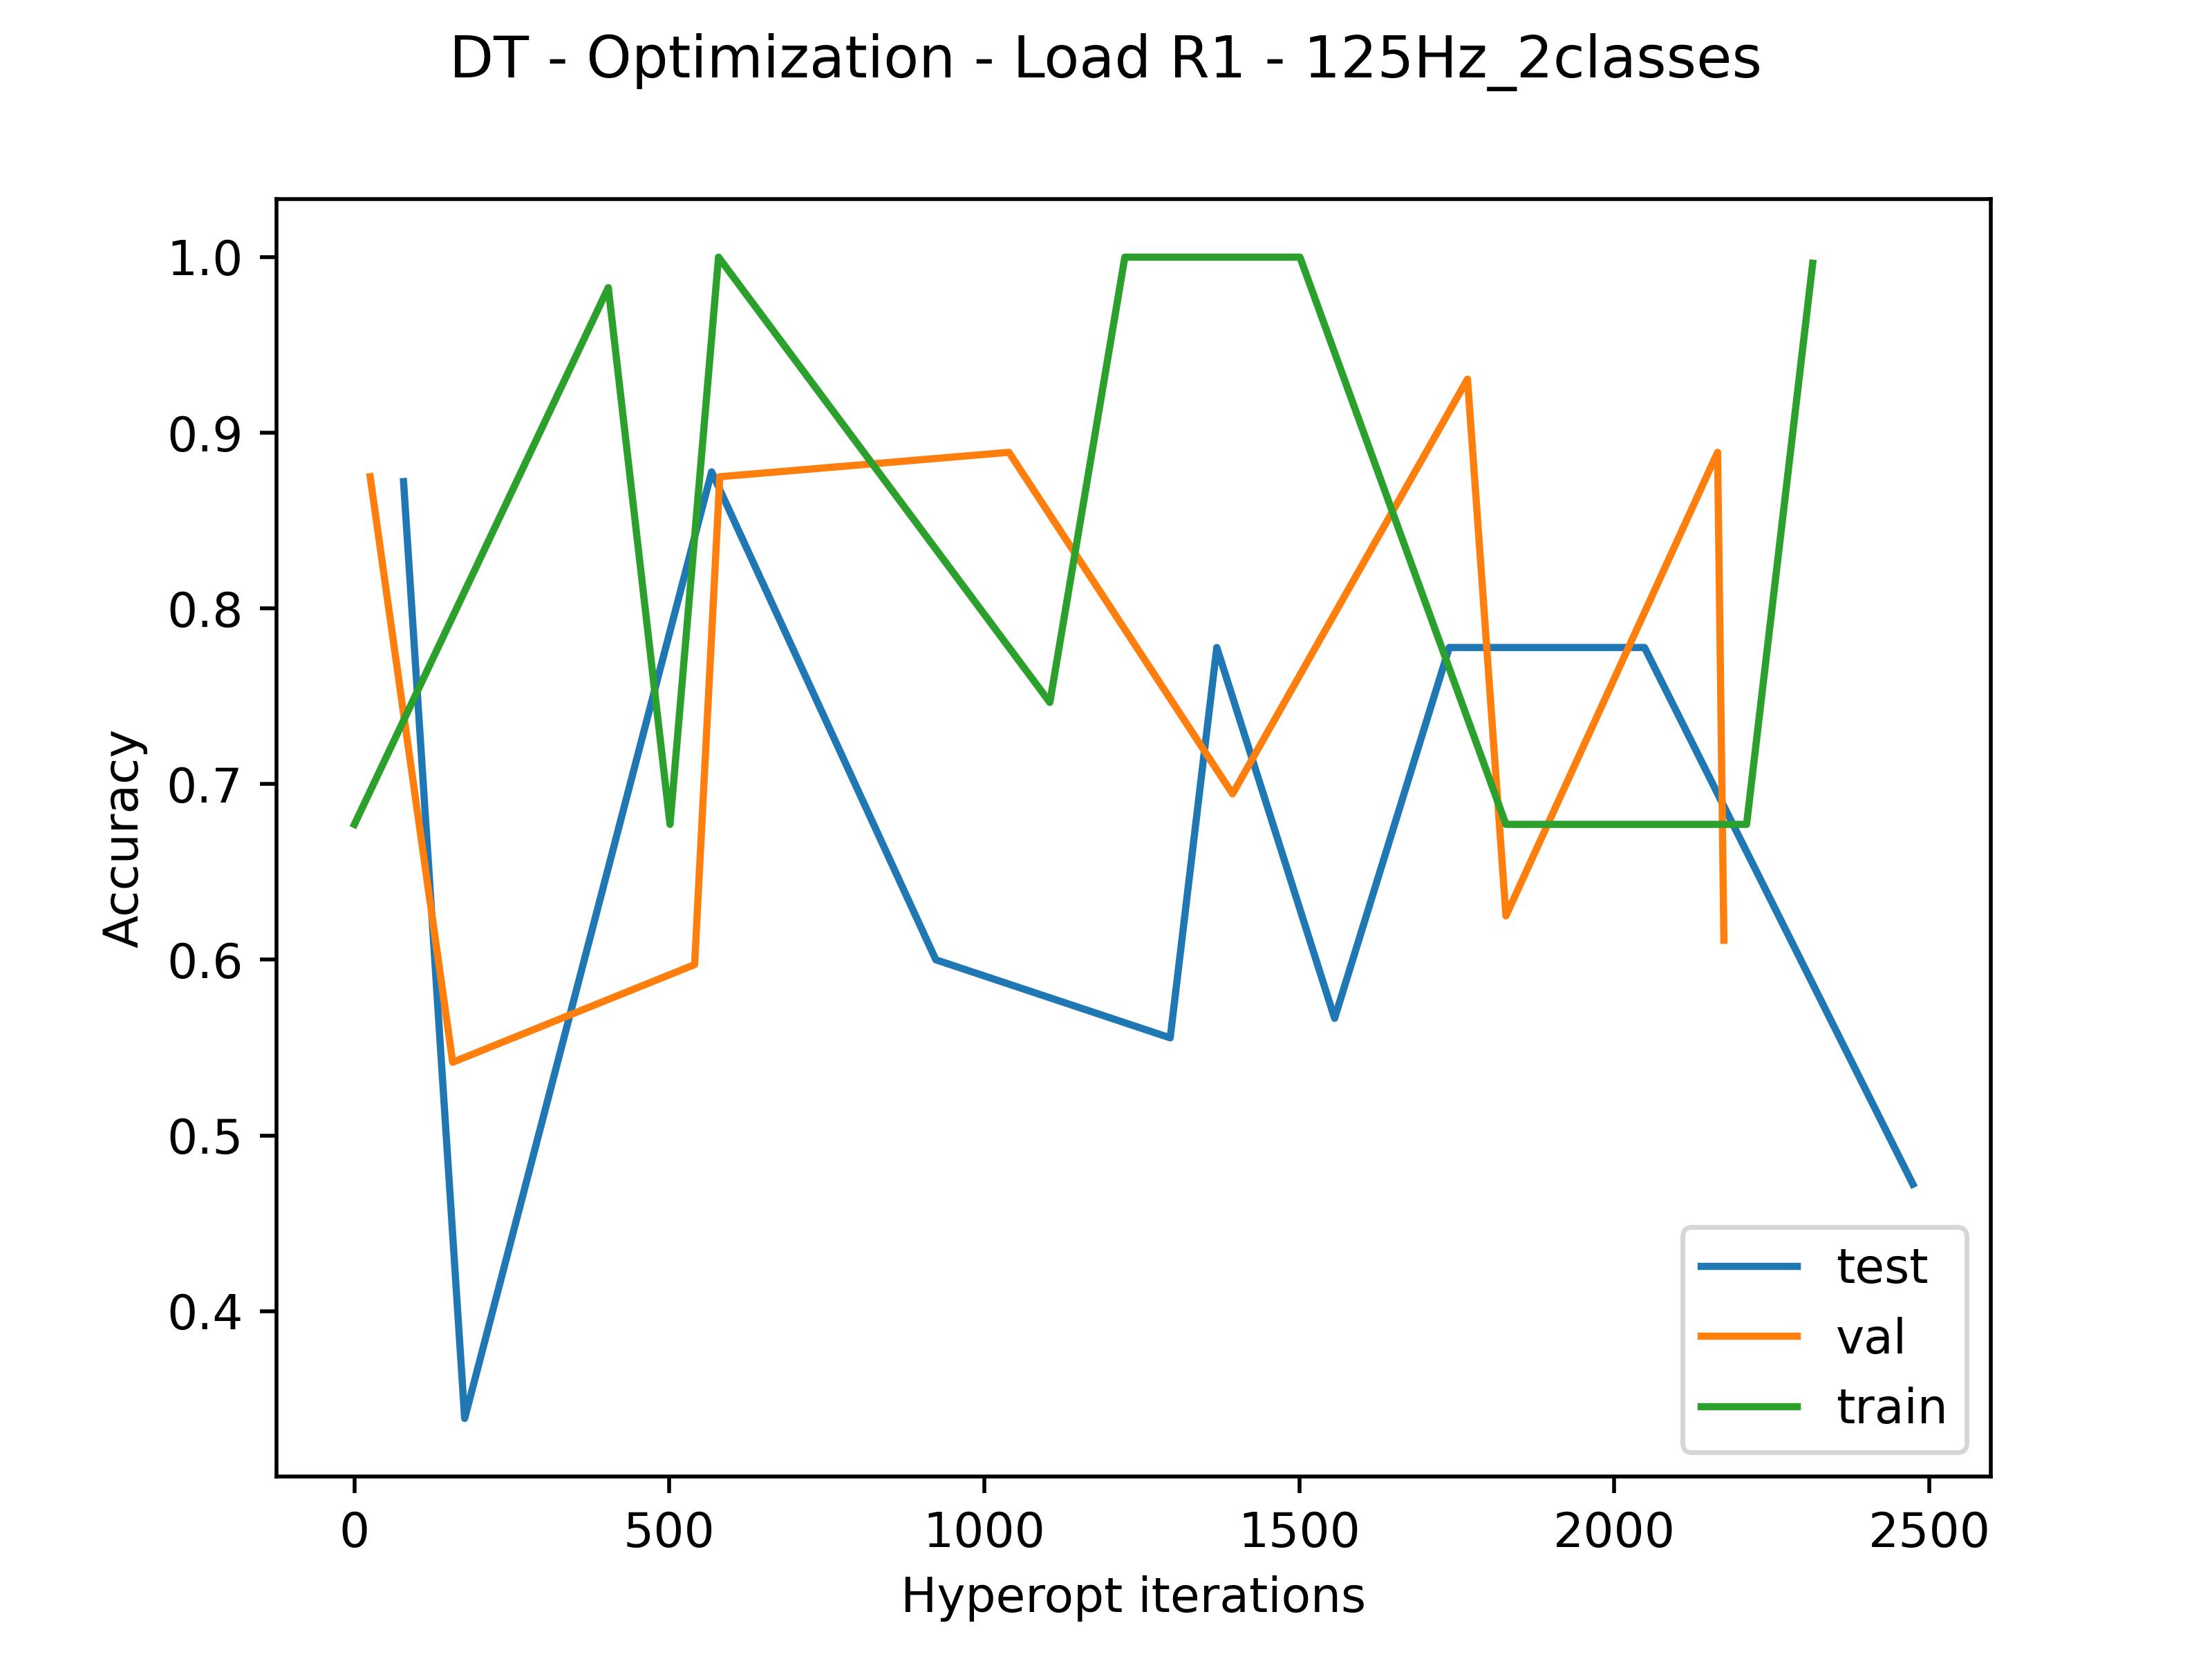 DT - Optimization - Load R1 - 125Hz_2classes
1.0
0.9
0.8
0.7
0.6
0.5
0.4
Accuracy
0
500
1000
1500
2000
2500
Hyperopt iterations
test
val
train